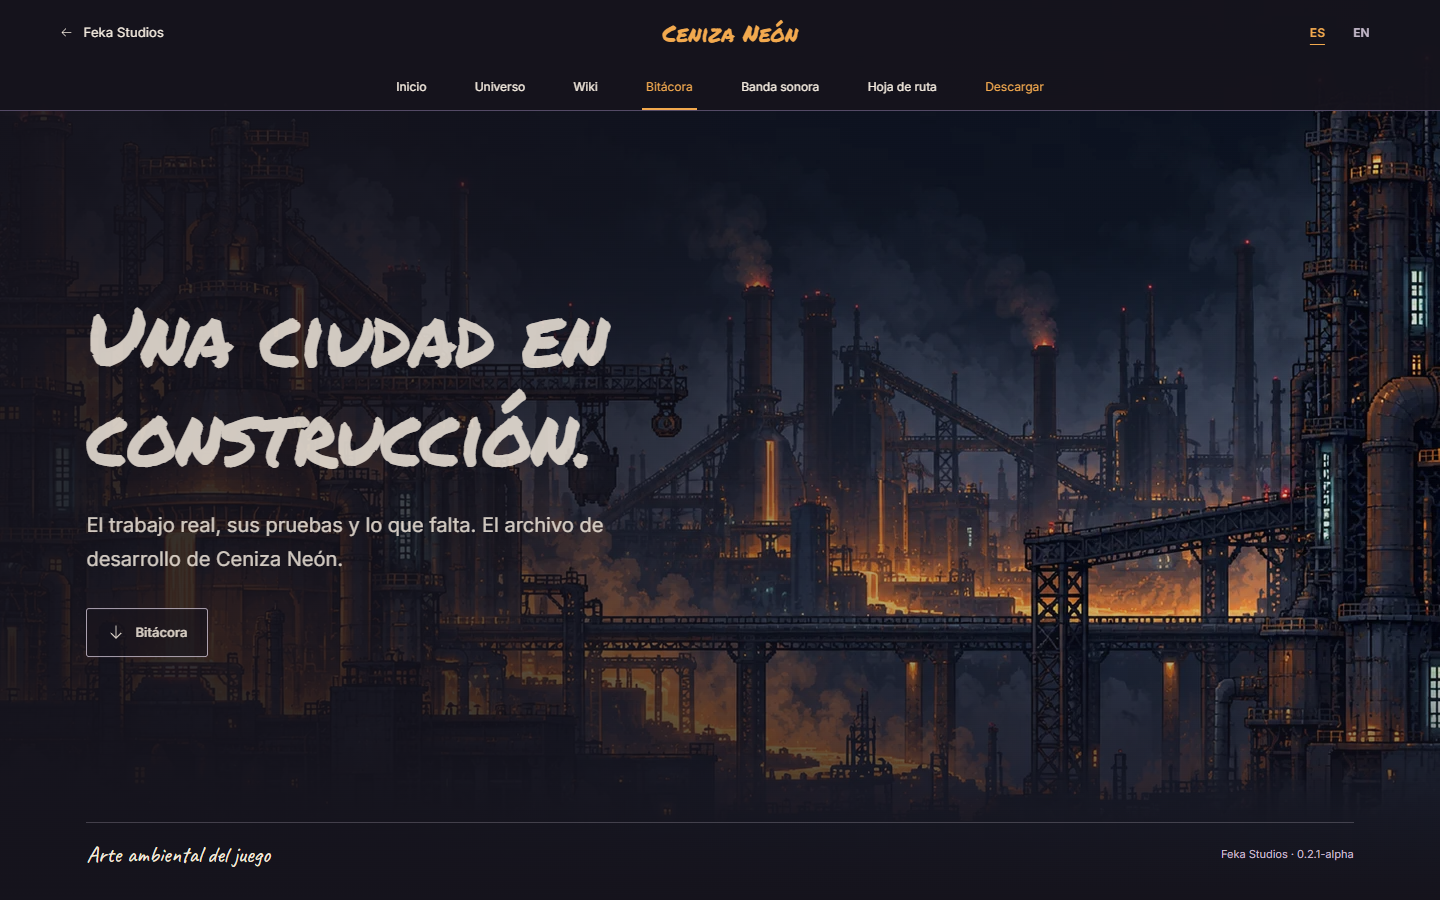 Feka Studios
Ceniza Neón
ES
EN
Inicio
Universo
Wiki
Bitácora
Banda sonora
Hoja de ruta
Descargar
Una ciudad en
construcción.
El trabajo real, sus pruebas y lo que falta. El archivo de
desarrollo de Ceniza Neón.
Bitácora
Arte ambiental del juego
Feka Studios · 0.2.1-alpha